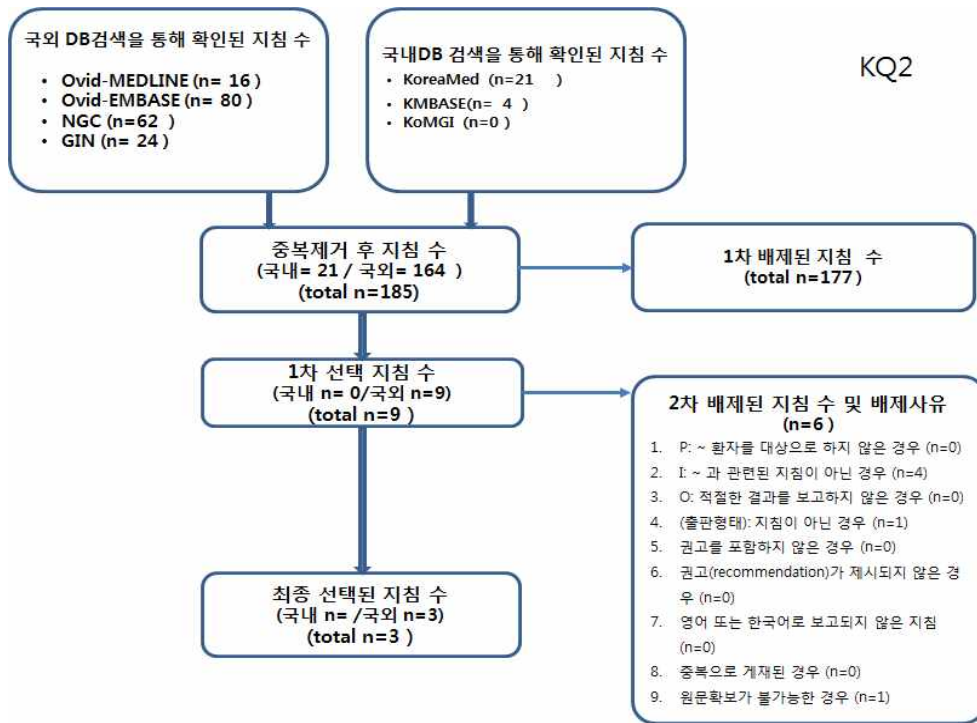 국외 DB검색을 통해 확인된 지침 수
• Ovid-MEDLINE (n= 16 )
• Ovid-EMBASE (n= 80 )
• NGC (n=62 )
• GIN (n= 24 )
국내DB 검색을 통해 확인된 지침 수
• KoreaMed (n=21 )
• KMBASE(n= 4 )
• KoMGI (n=0 )
KQ2
중복제거 후 지침 수
(국내= 21 / 국외= 164 )
(total n=185)
1차 배제된 지침 수
(total n=177 )
1차 선택 지침 수
(국내 n= 0/국외 n=9)
(total n=9 )
2차 배제된 지침 수 및 배제사유
(n=6 )
1. P: ~ 환자를 대상으로 하지 않은 경우 (n=0)
2. I: ~ 과 관련된 지침이 아닌 경우 (n=4)
3. O: 적절한 결과를 보고하지 않은 경우 (n=0)
4. (출판형태): 지침이 아닌 경우 (n=1)
5. 권고를 포함하지 않은 경우 (n=0)
6. 권고(recommendation)가 제시되지 않은 경
우 (n=0)
7. 영어 또는 한국어로 보고되지 않은 지침
(n=0)
8. 중복으로 게재된 경우 (n=0)
9. 원문확보가 불가능한 경우 (n=1)
최종 선택된 지침 수
(국내 n= /국외 n=3)
(total n=3 )